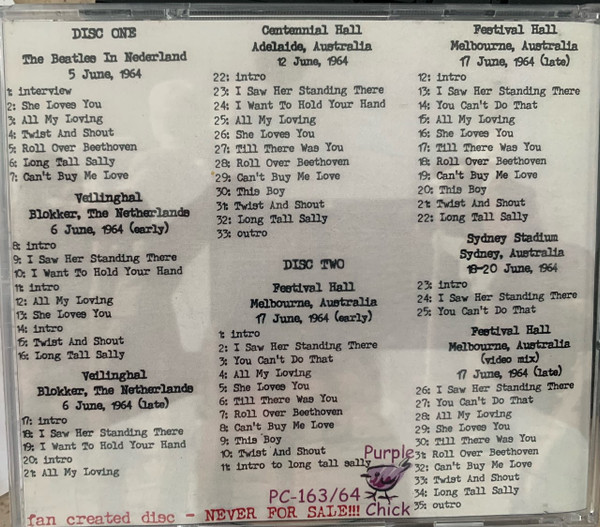 DISC ONE
The Beatles In Nederland
5 June, 1964
1: interview
2: She Loves You
3: All My Loving
4: Twist And Shout
5: Roll Over Beethoven
6: Long Tall Sally
7: Can't Buy Me Love
Veilinghal
Blokker, The Netherlands
6 June, 1964 (early)
8: intro
9: I Saw Her Standing There
10: I Want To Hold Your Hand
11: intro
12: All My Loving
13: She Loves You
14: intro
15: Twist And Shout
16: Long Tall Sally
Veilinghal
Blokker, The Netherlands
6 June, 1964 (late)
17: intro
18: I Saw Her Standing There
19: I Want To Hold Your Hand
20: intro
21: All My Loving
Centennial Hall
Adelaide, Australia
12 June, 1964
22: intro
23: I Saw Her Standing There
24: I Want To Hold Your Hand
25: All My Loving
26: She Loves You
27: Till There Was You
28: Roll Over Beethoven
29: Can't Buy Me Love
30: This Boy
31: Twist And Shout
32: Long Tall Sally
33: outro
DISC TWO
Festival Hall
Melbourne, Australia
17 June, 1964 (early)
1: intro
2: I Saw Her Standing There
3: You Can't Do That
4: All My Loving
5: She Loves You
6: Till There Was You
7: Roll Over Beethoven
8: Can't Buy Me Love
9: This Boy
10: Twist And Shout
11: intro to long tall sally
Festival Hall
Melbourne, Australia
17 June, 1964 (late)
12: intro
13: I Saw Her Standing There
14: You Can't Do That
15: All My Loving
16: She Loves You
17: Till There Was You
18: Roll Over Beethoven
19: Can't Buy Me Love
20: This Boy
21: Twist And Shout
22: Long Tall Sally
Sydney Stadium
Sydney, Australia
18-20 June, 1964
23: intro
24: I Saw Her Standing There
25: You Can't Do That
Festival Hall
Melbourne, Australia
(video mix)
17 June, 1964 (late)
26: I Saw Her Standing There
27: You Can't Do That
28: All My Loving
29: She Loves You
30: Till There Was You
31: Roll Over Beethoven
32: Can't Buy Me Love
33: Twist And Shout
34: Long Tall Sally
35: outro
Purple
Chick
PC-163/64
fan created disc - NEVER FOR SALE!!!